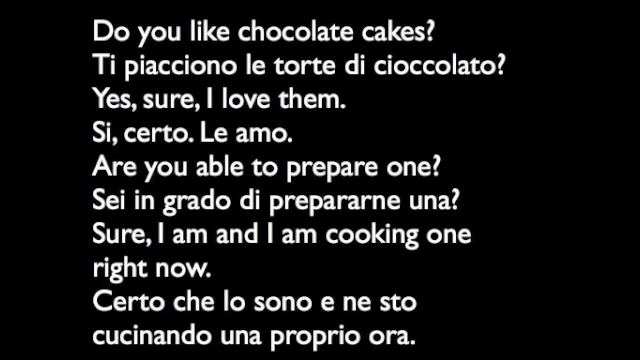 Do you like chocolate cakes?
Ti piacciono le torte di cioccolato?
Yes, sure, I love them.
Si, certo. Le amo.
Are you able to prepare one?
Sei in grado di prepararne una?
Sure, I am and I am cooking one
right now.
Certo che lo sono e ne sto
cucinando una proprio ora.